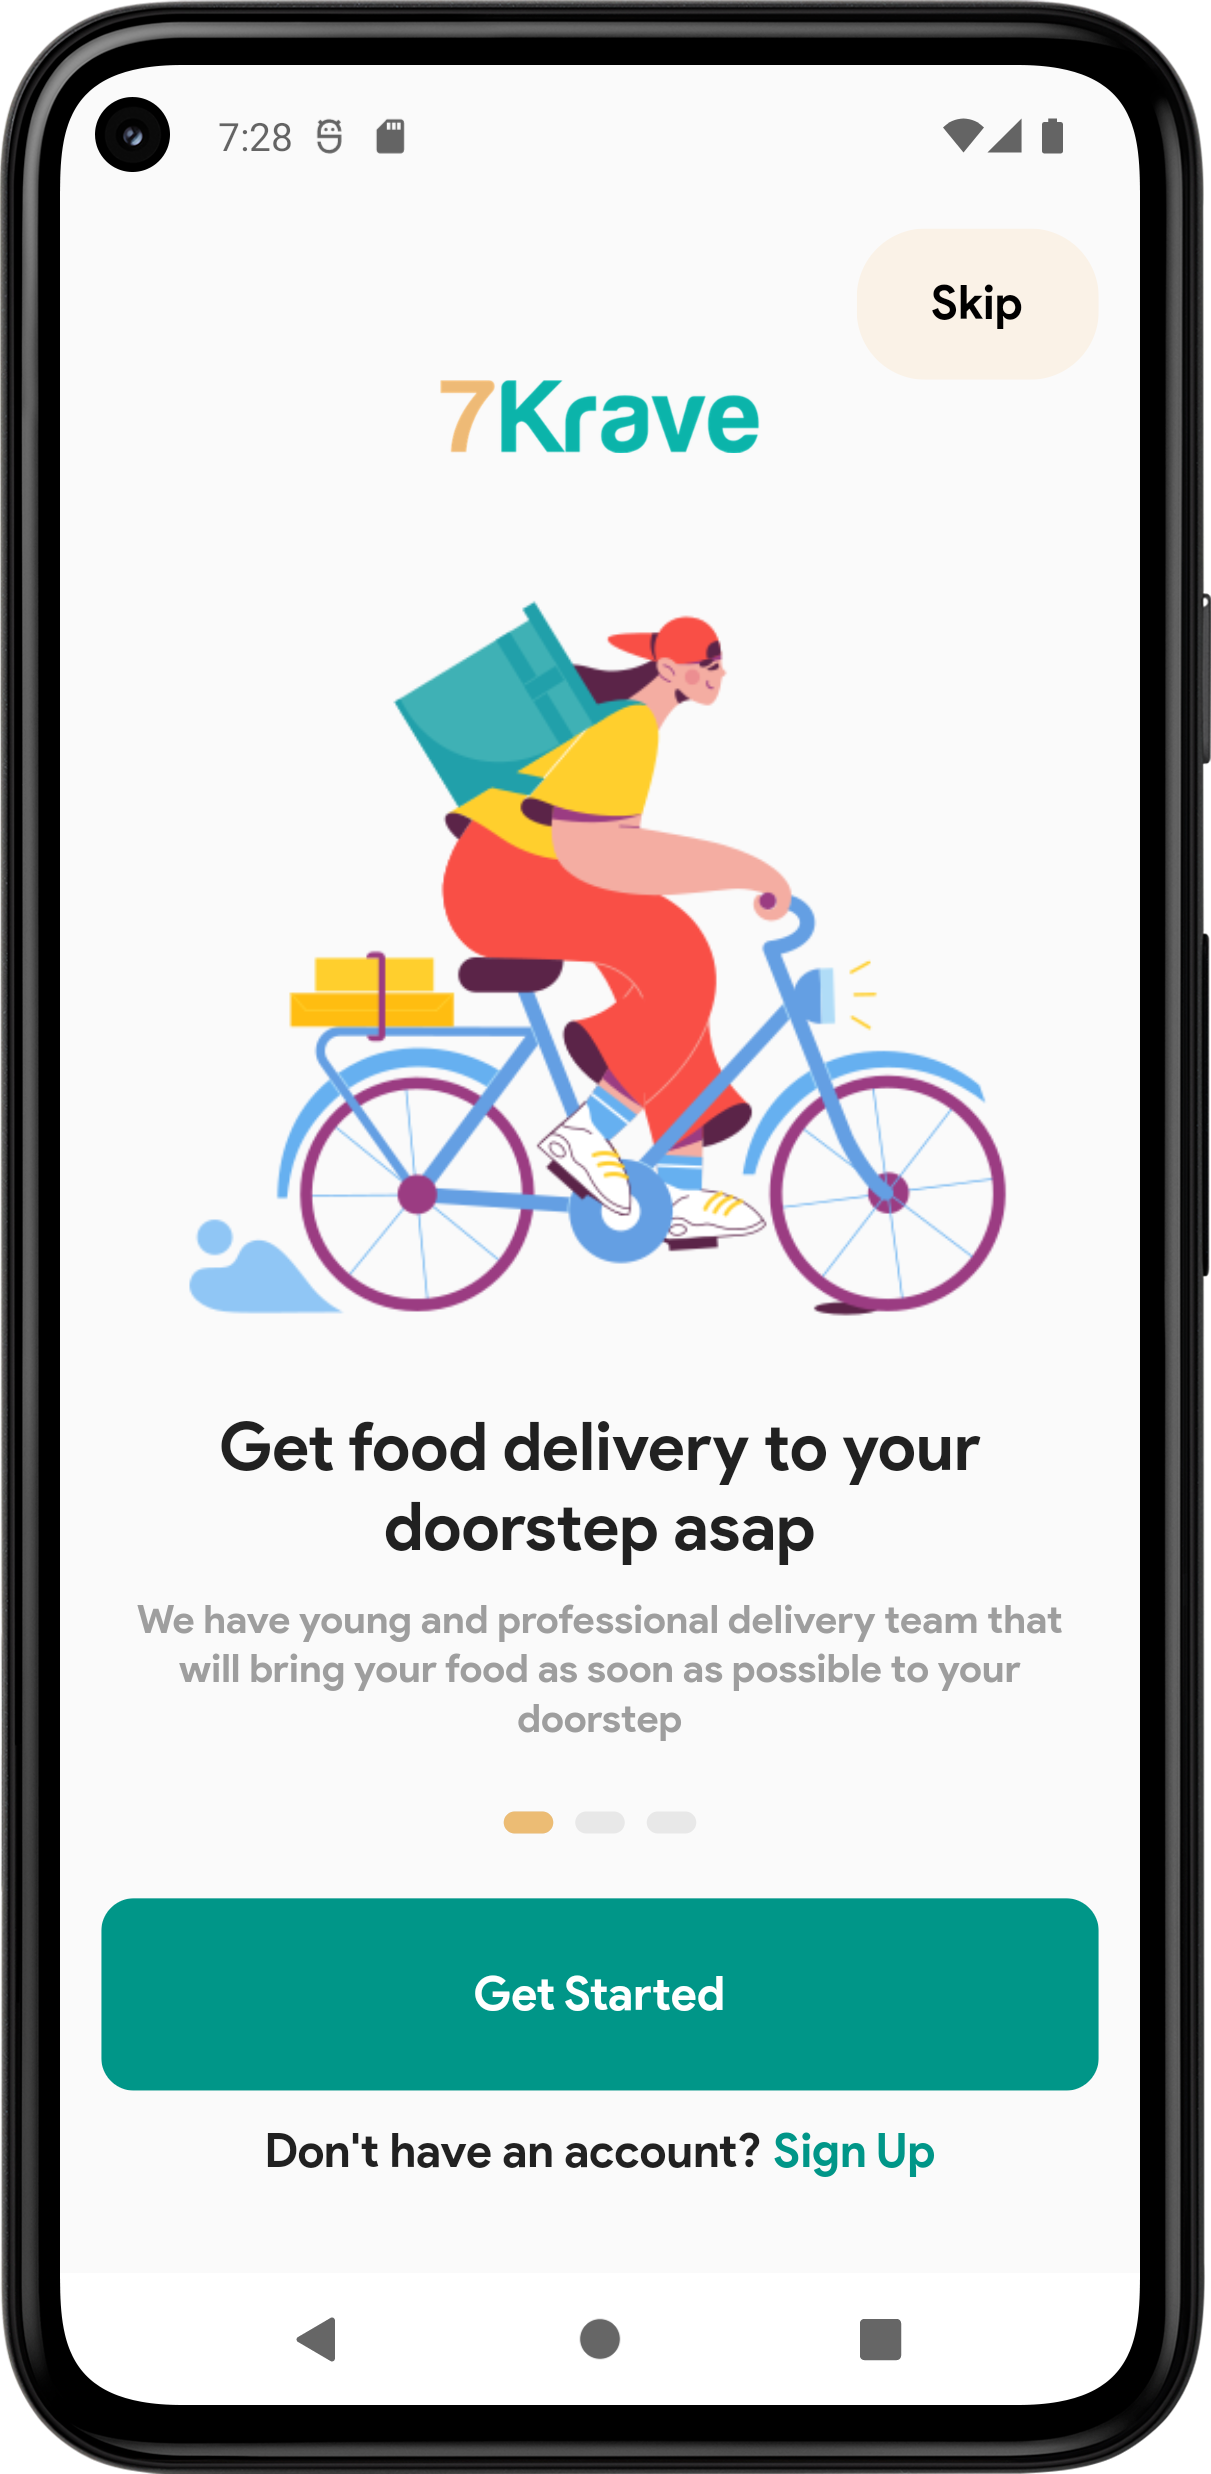 7:28
Skip
7Krave
Get food delivery to your
doorstep asap
We have young and professional delivery team that
will bring your food as soon as possible to your
doorstep
Get Started
Don't have an account? Sign Up